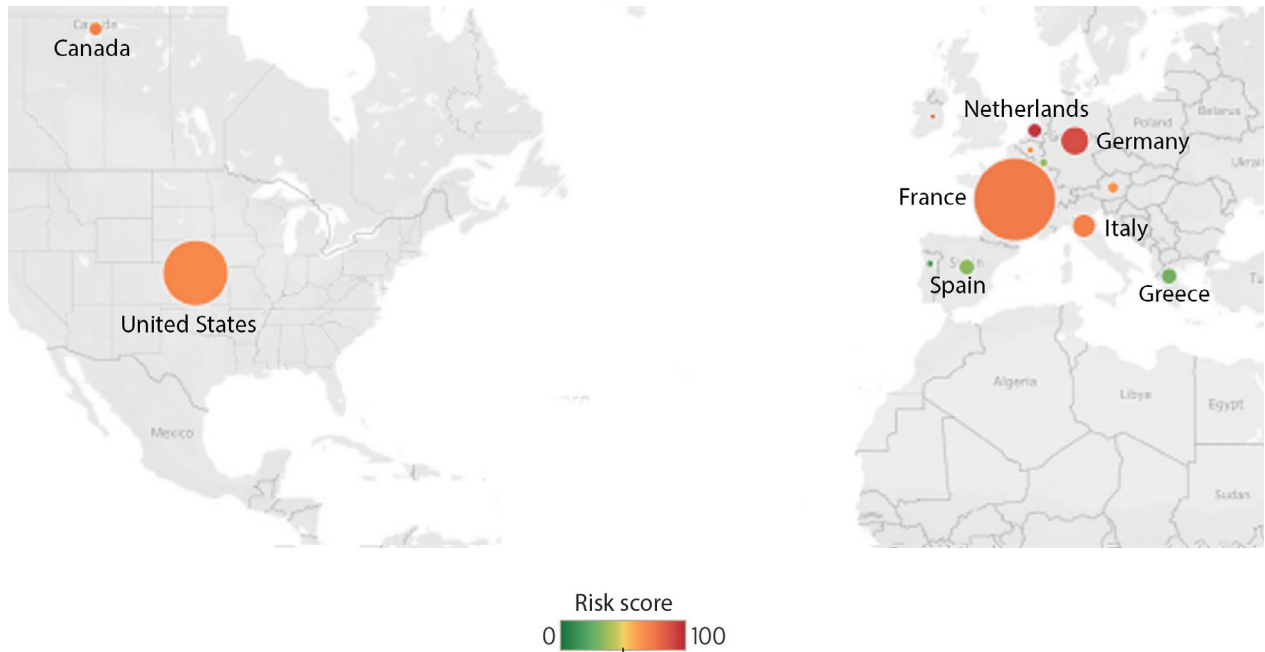 Canada
Canada
Netherlands
Germany
Poland
Belarus
France
Italy
Spain
Greece
United States
Mexico
Algeria
Libya
Egypt
Sudan
Risk score
0
100